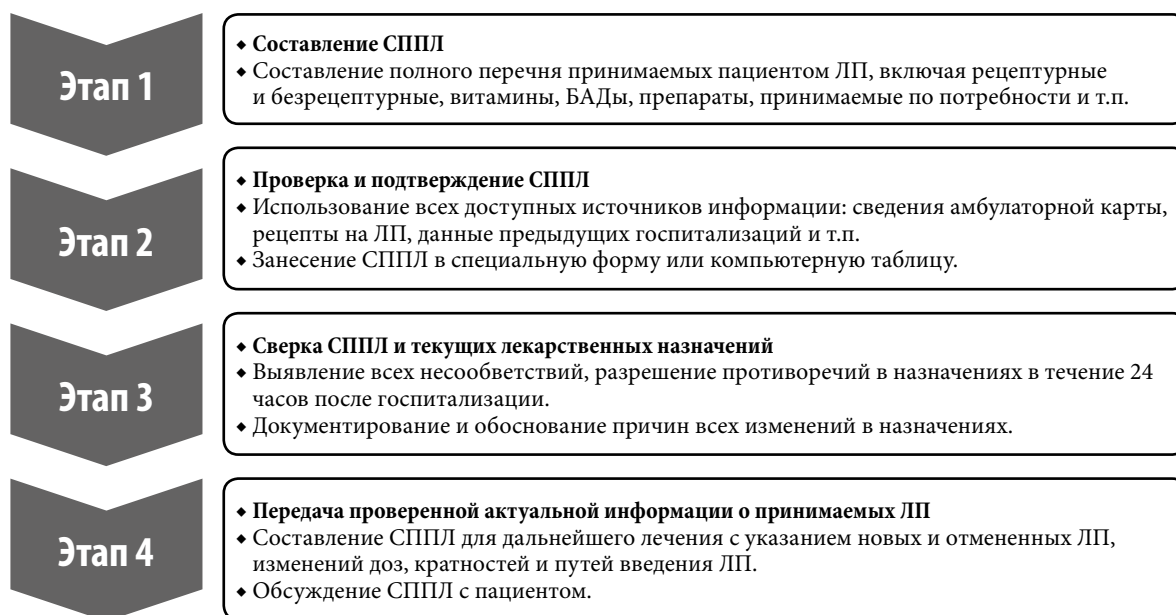 Этап 1
◆ Составление СППЛ
◆ Составление полного перечня принимаемых пациентом ЛП, включая рецептурные
и безрецептурные, витамины, БАДы, препараты, принимаемые по потребности и т.п.
Этап 2
◆ Проверка и подтверждение СППЛ
◆ Использование всех доступных источников информации: сведения амбулаторной карты,
рецепты на ЛП, данные предыдущих госпитализаций и т.п.
◆ Занесение СППЛ в специальную форму или компьютерную таблицу.
Этап 3
◆ Сверка СППЛ и текущих лекарственных назначений
◆ Выявление всех несообветствий, разрешение противоречий в назначениях в течение 24
часов после госпитализации.
◆ Документирование и обоснование причин всех изменений в назначениях.
Этап 4
◆ Передача проверенной актуальной информации о принимаемых ЛП
◆ Составление СППЛ для дальнейшего лечения с указанием новых и отмененных ЛП,
изменений доз, кратностей и путей введения ЛП.
◆ Обсуждение СППЛ с пациентом.